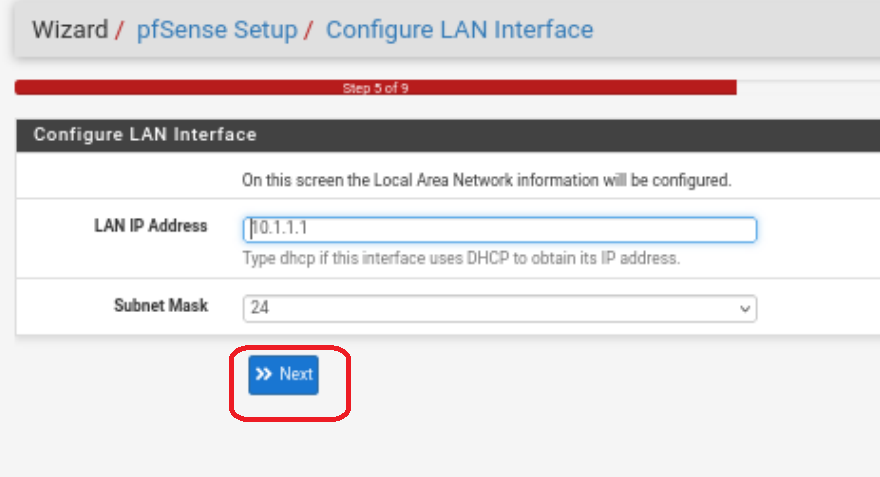 Wizard / pfSense Setup / Configure LAN Interface
Step 5 of 9
Configure LAN Interface
On this screen the Local Area Network information will be configured.
LAN IP Address
10.1.1.1
Type dhcp if this interface uses DHCP to obtain its IP address.
Subnet Mask
24
Next